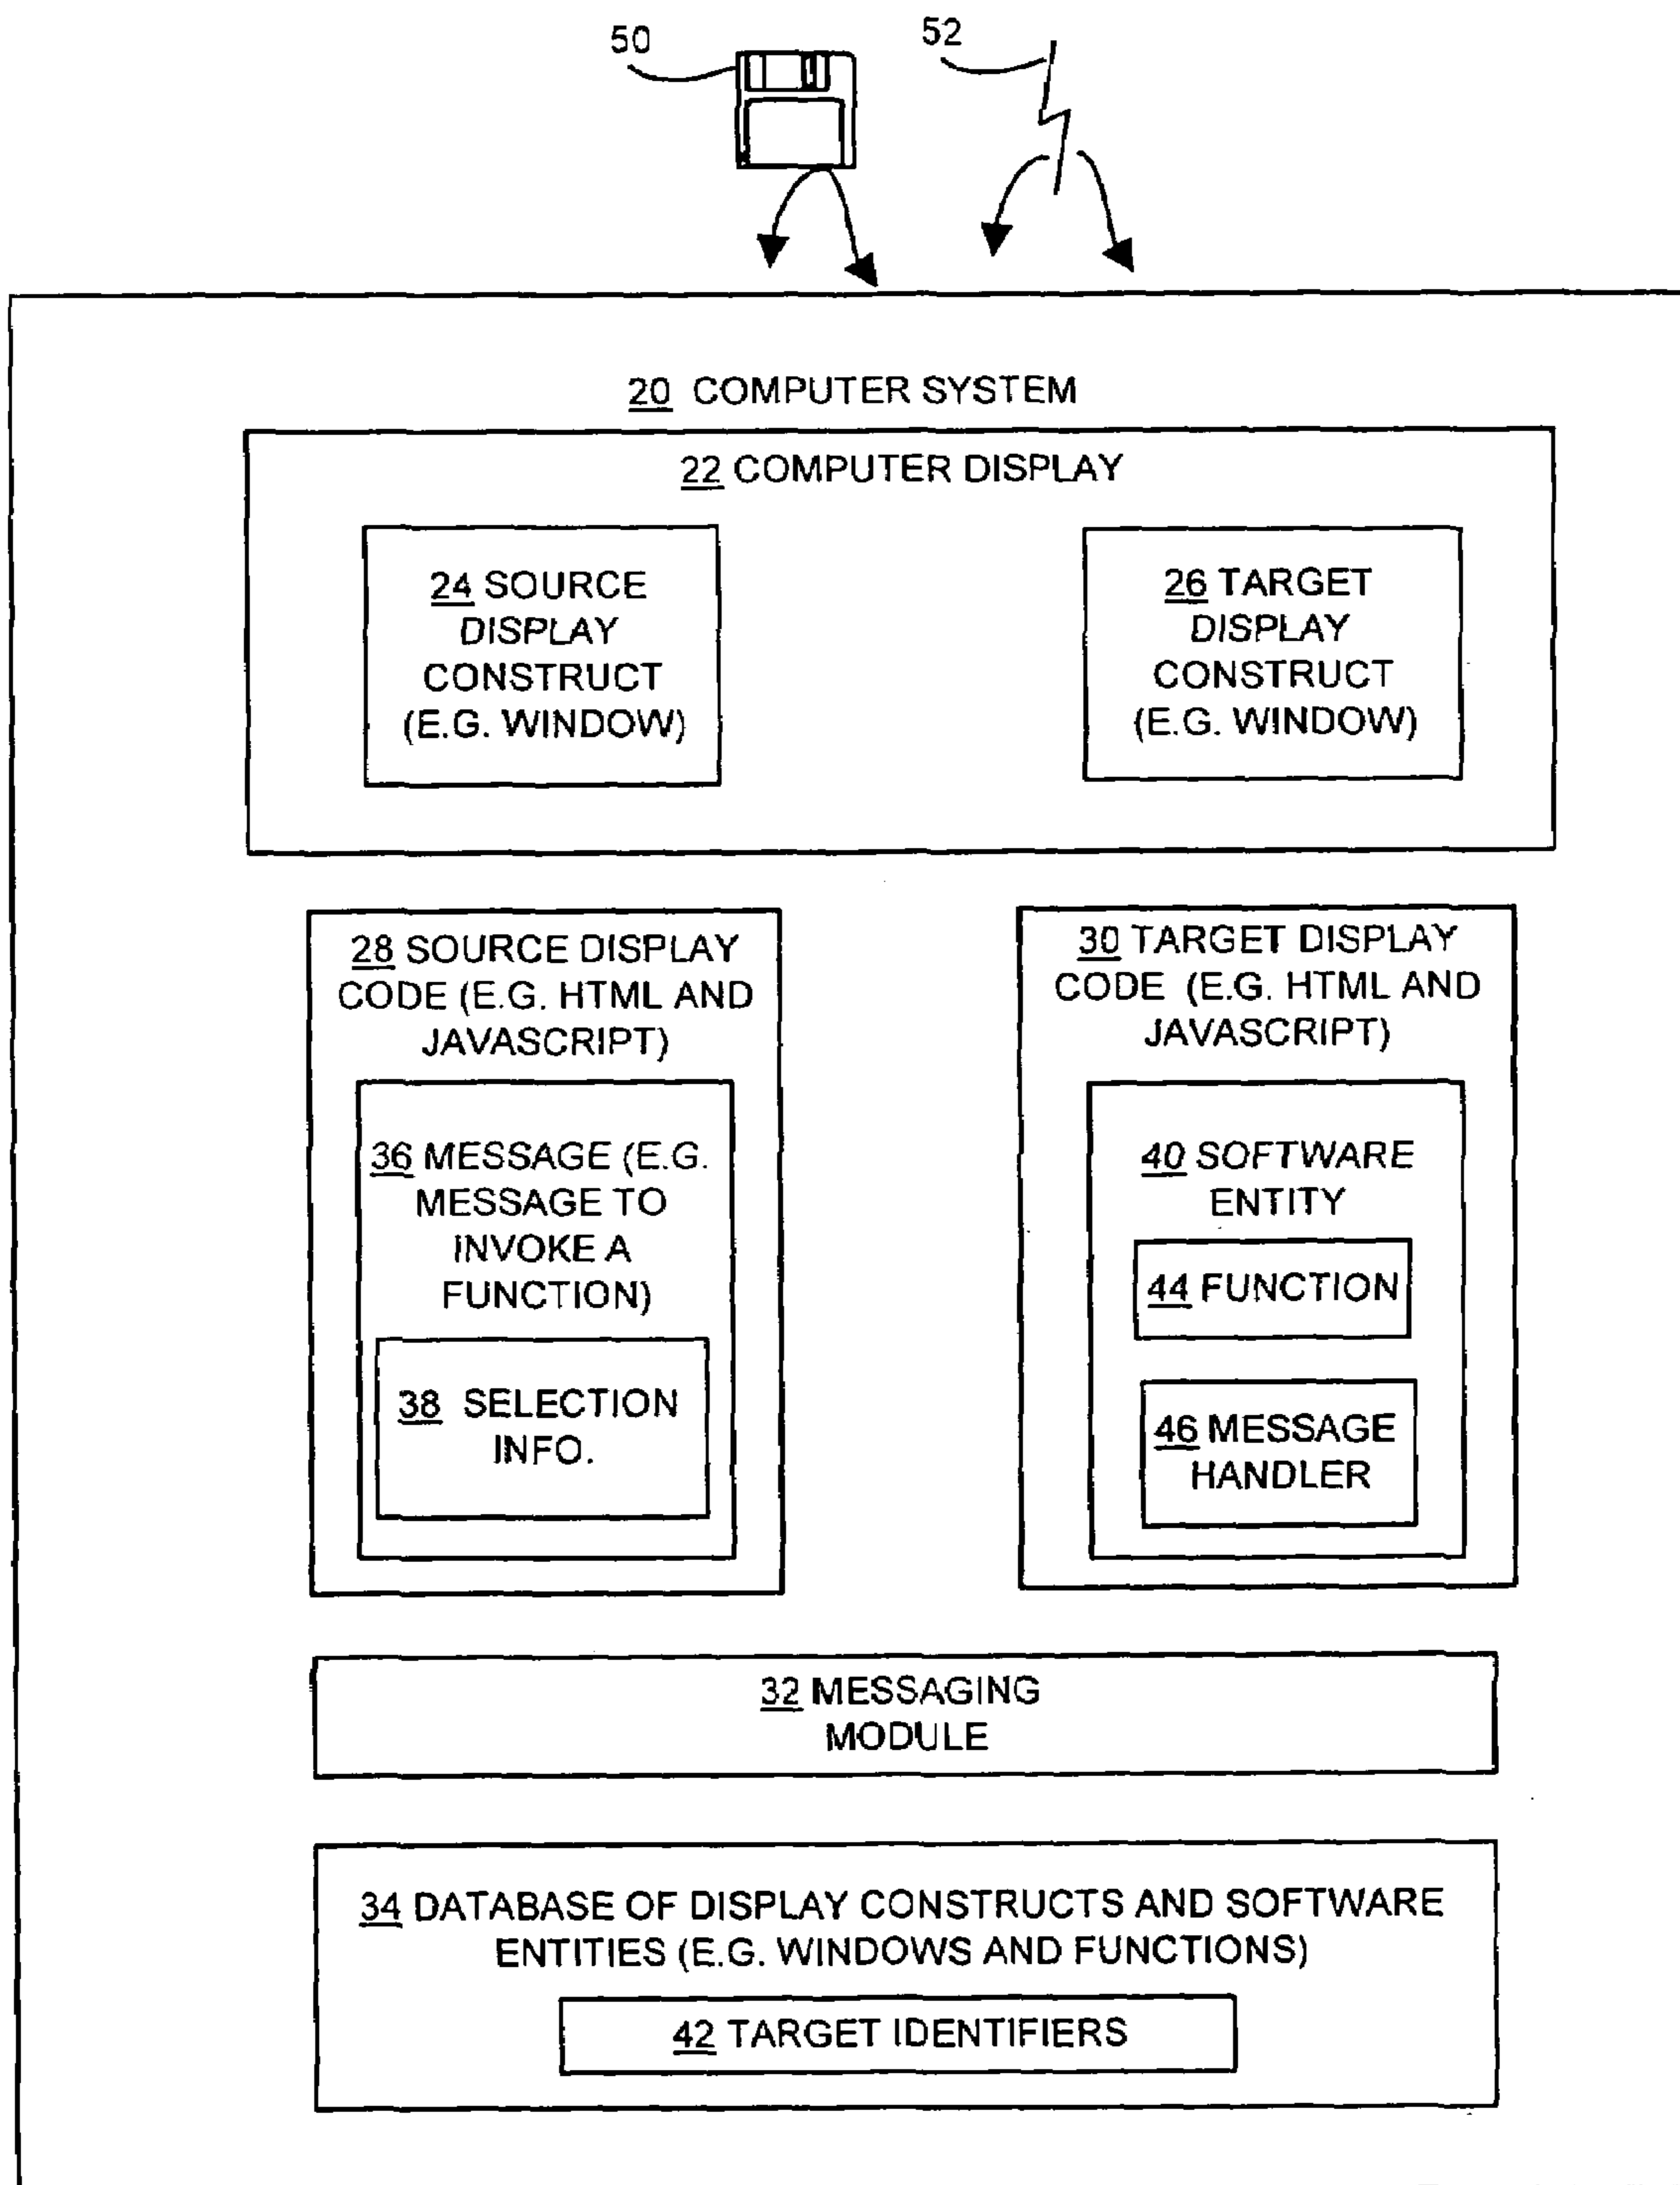 50
52
20 COMPUTER SYSTEM
22 COMPUTER DISPLAY
24 SOURCE
DISPLAY
CONSTRUCT
(E.G. WINDOW)
26 TARGET
DISPLAY
CONSTRUCT
(E.G. WINDOW)
28 SOURCE DISPLAY
CODE (E.G. HTML AND
JAVASCRIPT)
36 MESSAGE (E.G.
MESSAGE TO
INVOKE A
FUNCTION)
38 SELECTION
INFO.
30 TARGET DISPLAY
CODE (E.G. HTML AND
JAVASCRIPT)
40 SOFTWARE
ENTITY
44 FUNCTION
46 MESSAGE
HANDLER
32 MESSAGING
MODULE
34 DATABASE OF DISPLAY CONSTRUCTS AND SOFTWARE
ENTITIES (E.G. WINDOWS AND FUNCTIONS)
42 TARGET IDENTIFIERS